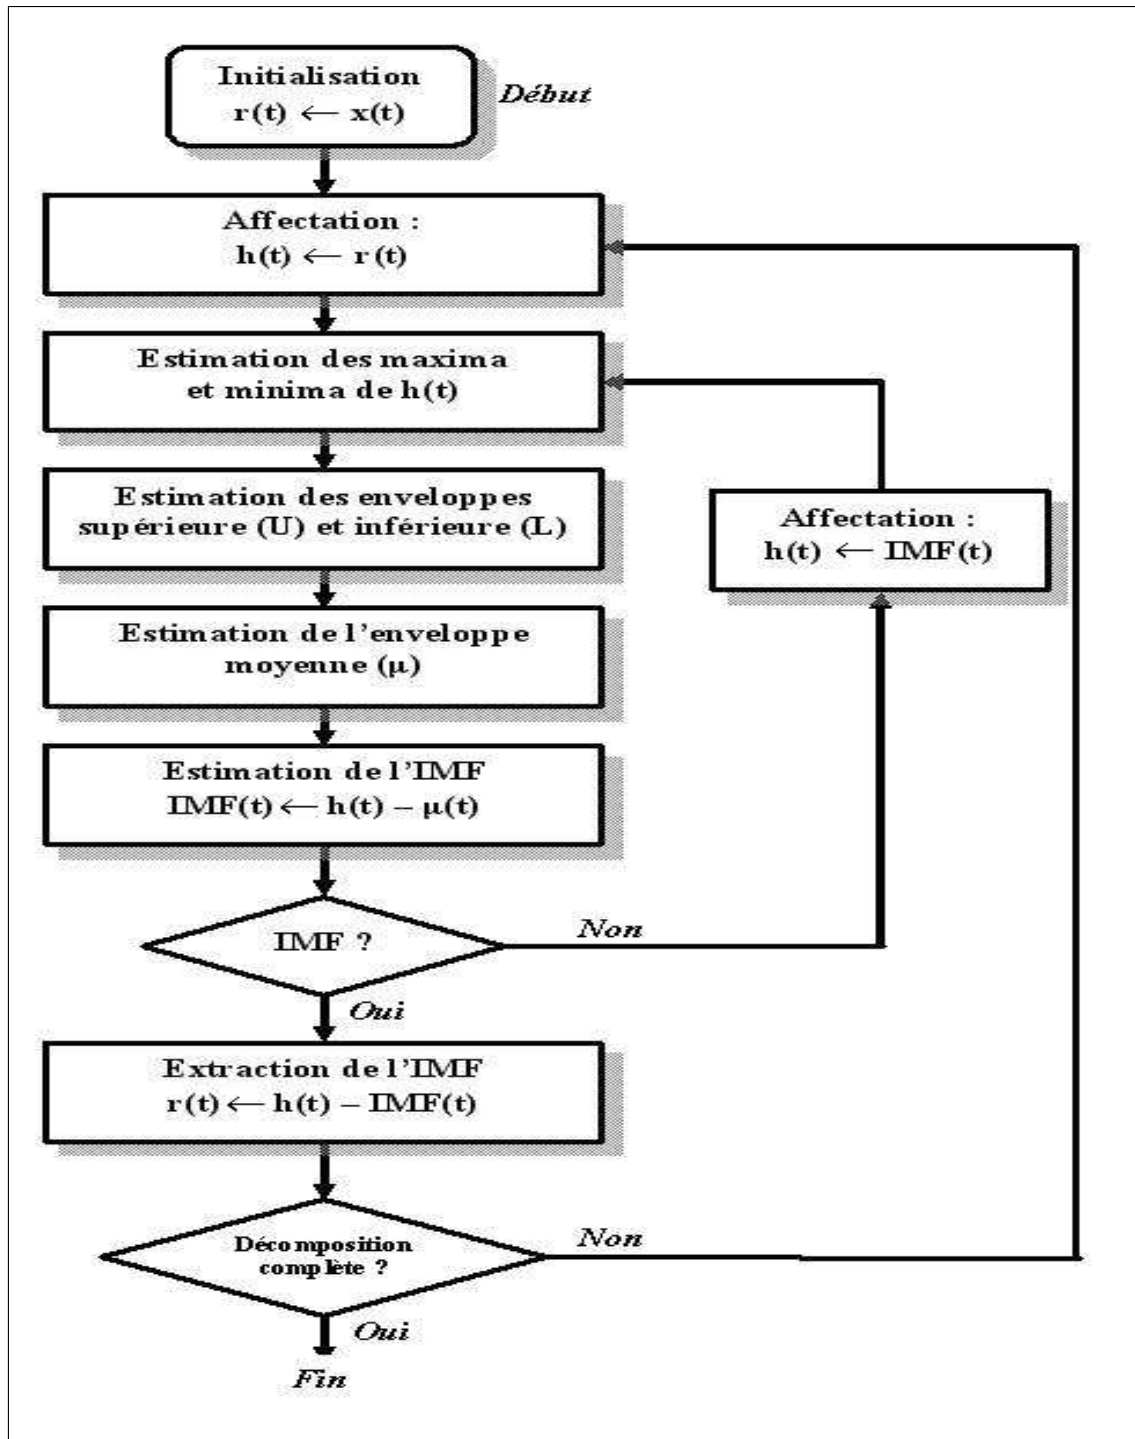 Initialisation
r(t) ← x(t)
Début
Affectation :
h(t) ← r(t)
Estimation des maxima
et minima de h(t)
Estimation des enveloppes
supérieure (U) et inférieure (L)
Affectation :
h(t) ← IMF(t)
Estimation de l'enveloppe
moyenne (μ)
Estimation de l'IMF
IMF(t) ← h(t) – μ(t)
IMF ?
Non
Oui
Extraction de l'IMF
r(t) ← h(t) – IMF(t)
Décomposition
complète ?
Non
Oui
Fin